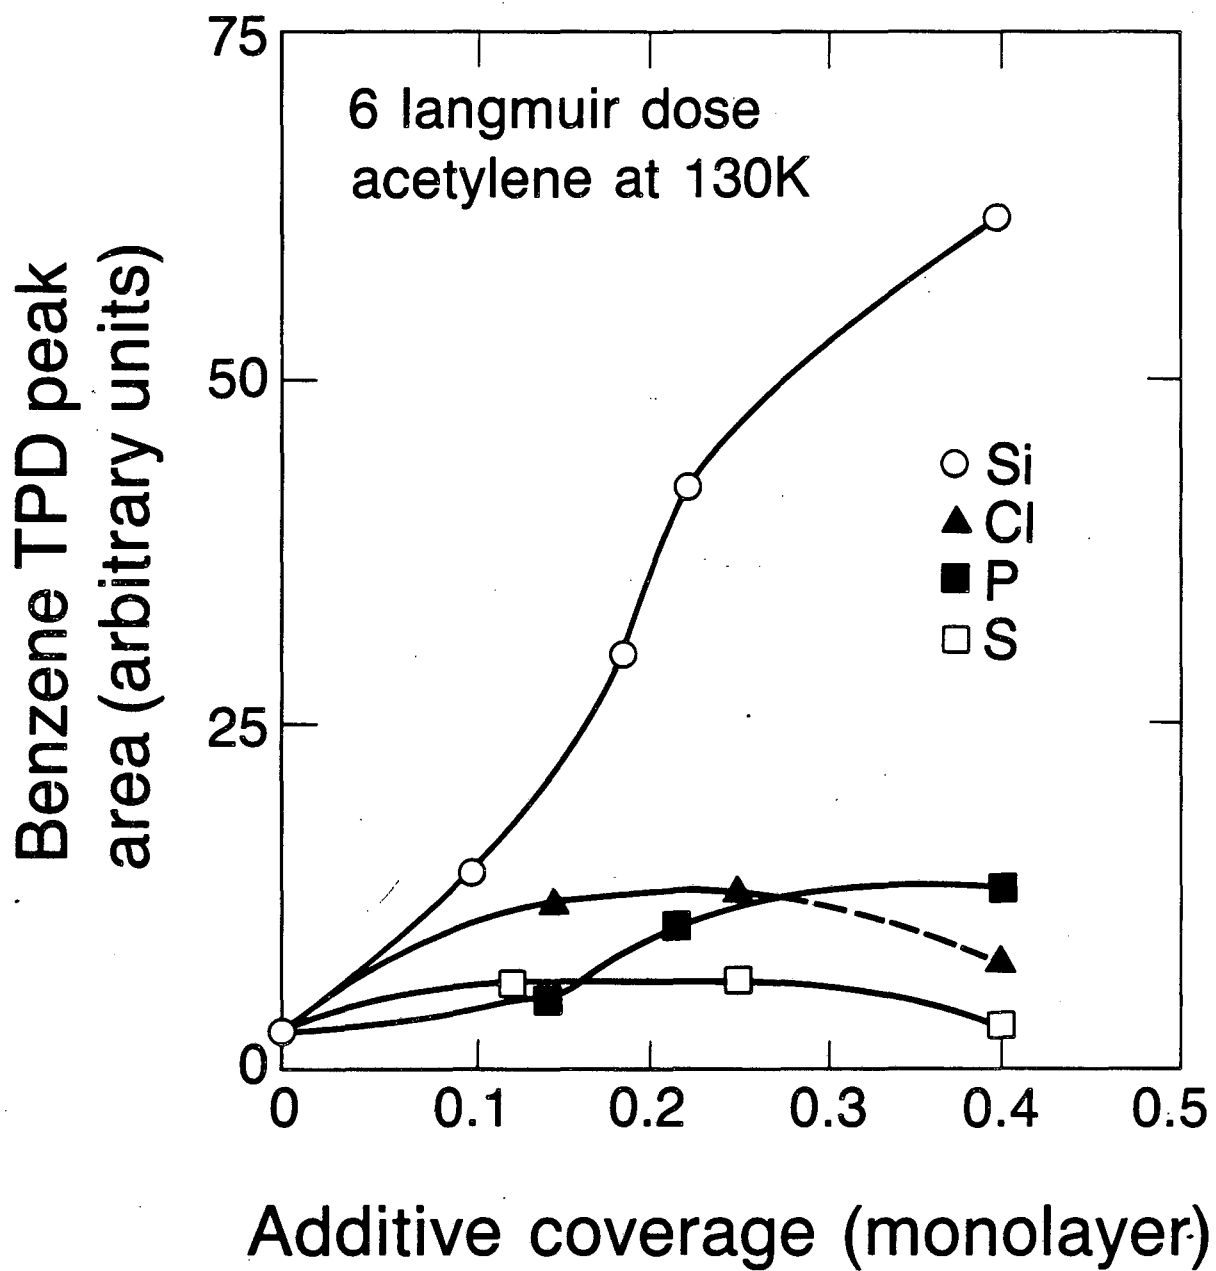 75
6 langmuir dose
acetylene at 130K
50
Si
Cl
P
S
25
0
Benzene TPD peak
area (arbitrary units)
0 0.1 0.2 0.3 0.4 0.5
Additive coverage (monolayer)